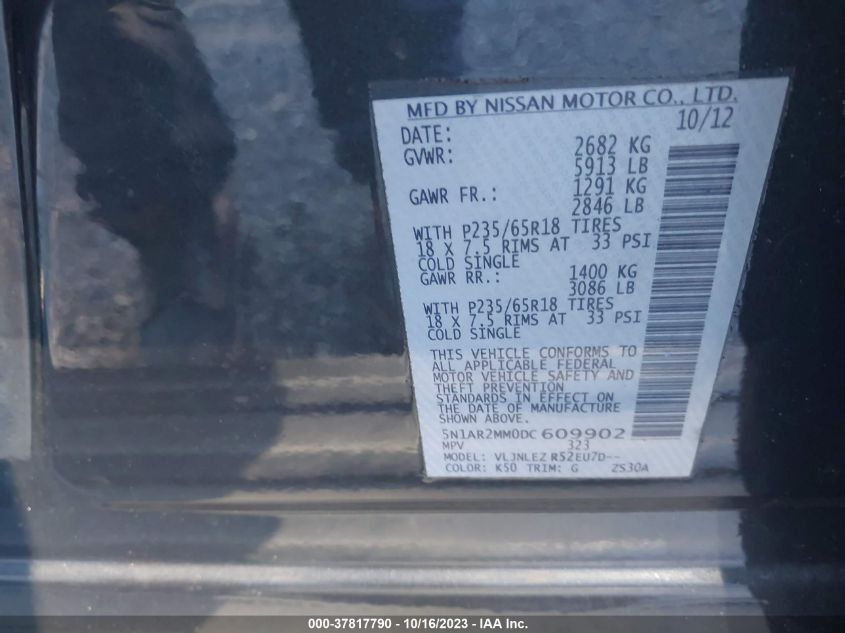 MFD BY NISSAN MOTOR CO., LTD.
DATE: 10/12
GVWR: 2682 KG
5913 LB
GAWR FR.: 1291 KG
2846 LB
WITH P235/65R18 TIRES
18 X 7.5 RIMS AT 33 PSI
COLD SINGLE
GAWR RR.: 1400 KG
3086 LB
WITH P235/65R18 TIRES
18 X 7.5 RIMS AT 33 PSI
COLD SINGLE
THIS VEHICLE CONFORMS TO
ALL APPLICABLE FEDERAL
MOTOR VEHICLE SAFETY AND
THEFT PREVENTION
STANDARDS IN EFFECT ON
THE DATE OF MANUFACTURE
SHOWN ABOVE.
5N1AR2MM0DC 609902
MPV 323
MODEL: VLJNLEZ R52EU7D--
COLOR: K50 TRIM: G ZS30A
000-37817790 - 10/16/2023 - IAA Inc.